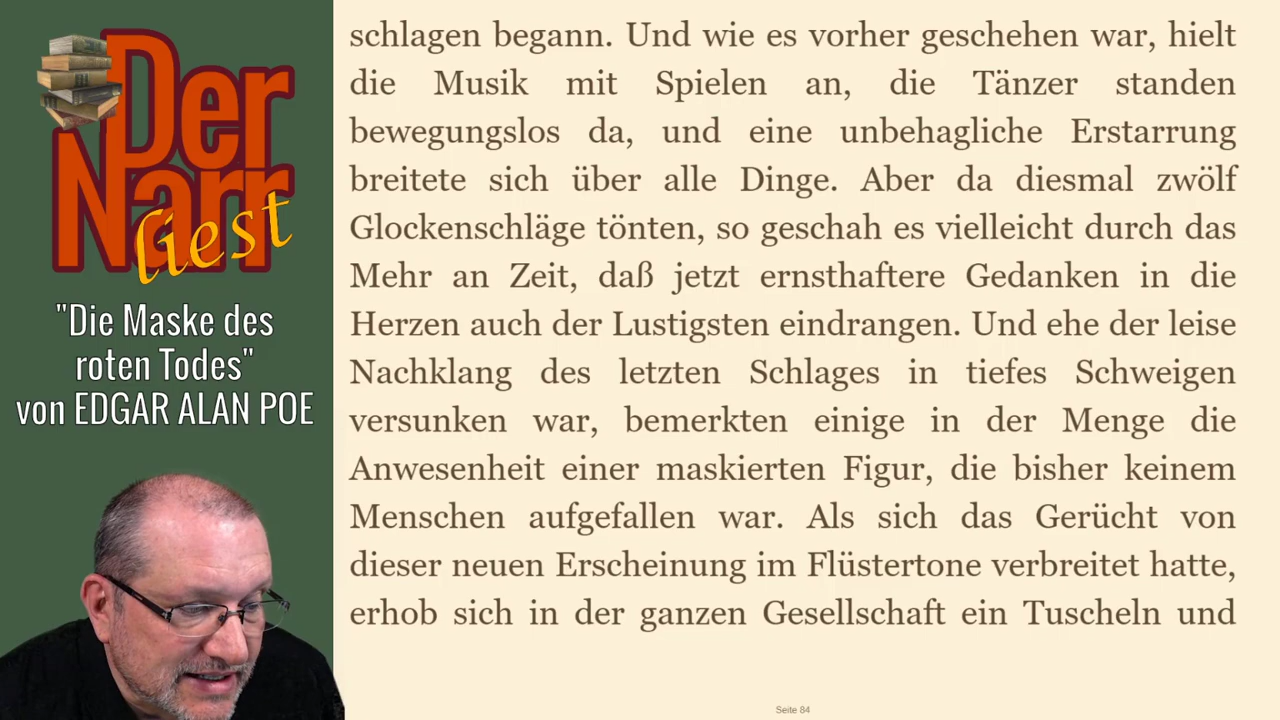 Der
Narr
liest
"Die Maske des
roten Todes"
von EDGAR ALAN POE
schlagen begann. Und wie es vorher geschehen war, hielt
die Musik mit Spielen an, die Tänzer standen
bewegungslos da, und eine unbehagliche Erstarrung
breitete sich über alle Dinge. Aber da diesmal zwölf
Glockenschläge tönten, so geschah es vielleicht durch das
Mehr an Zeit, daß jetzt ernsthaftere Gedanken in die
Herzen auch der Lustigsten eindrangen. Und ehe der leise
Nachklang des letzten Schlages in tiefes Schweigen
versunken war, bemerkten einige in der Menge die
Anwesenheit einer maskierten Figur, die bisher keinem
Menschen aufgefallen war. Als sich das Gerücht von
dieser neuen Erscheinung im Flüstertone verbreitet hatte,
erhob sich in der ganzen Gesellschaft ein Tuscheln und
Seite 84